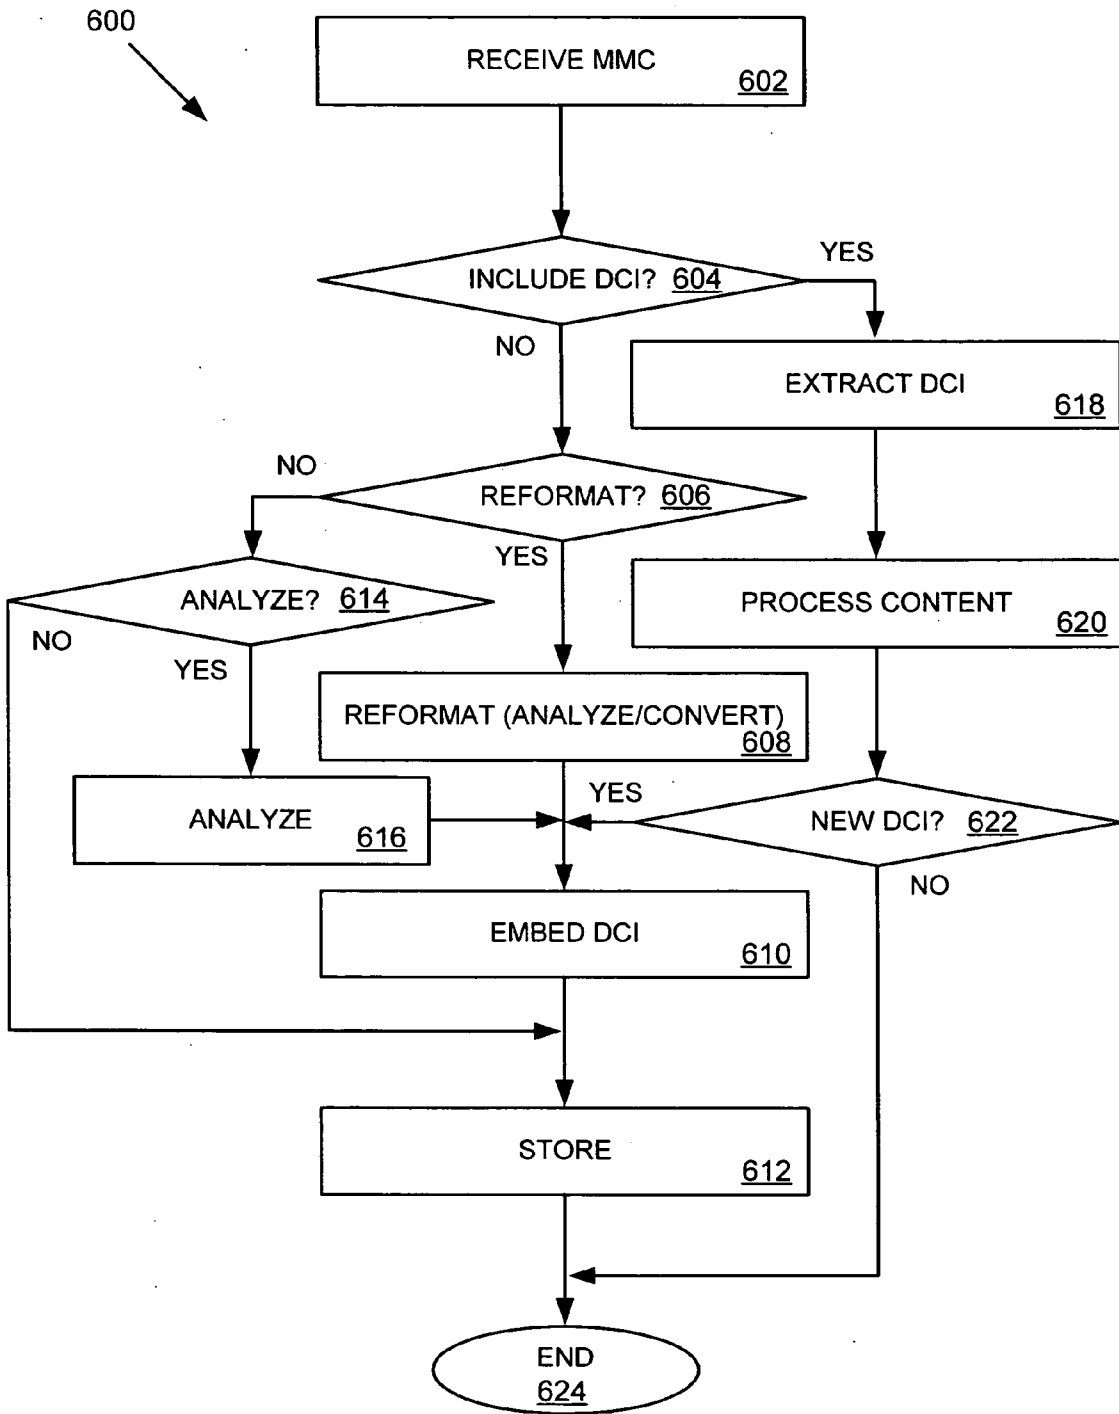 600
RECEIVE MMC
602
INCLUDE DCI? 604
YES
NO
EXTRACT DCI
618
NO
REFORMAT? 606
YES
ANALYZE? 614
NO
YES
PROCESS CONTENT
620
REFORMAT (ANALYZE/CONVERT)
608
ANALYZE
616
YES
NEW DCI? 622
NO
EMBED DCI
610
STORE
612
END
624